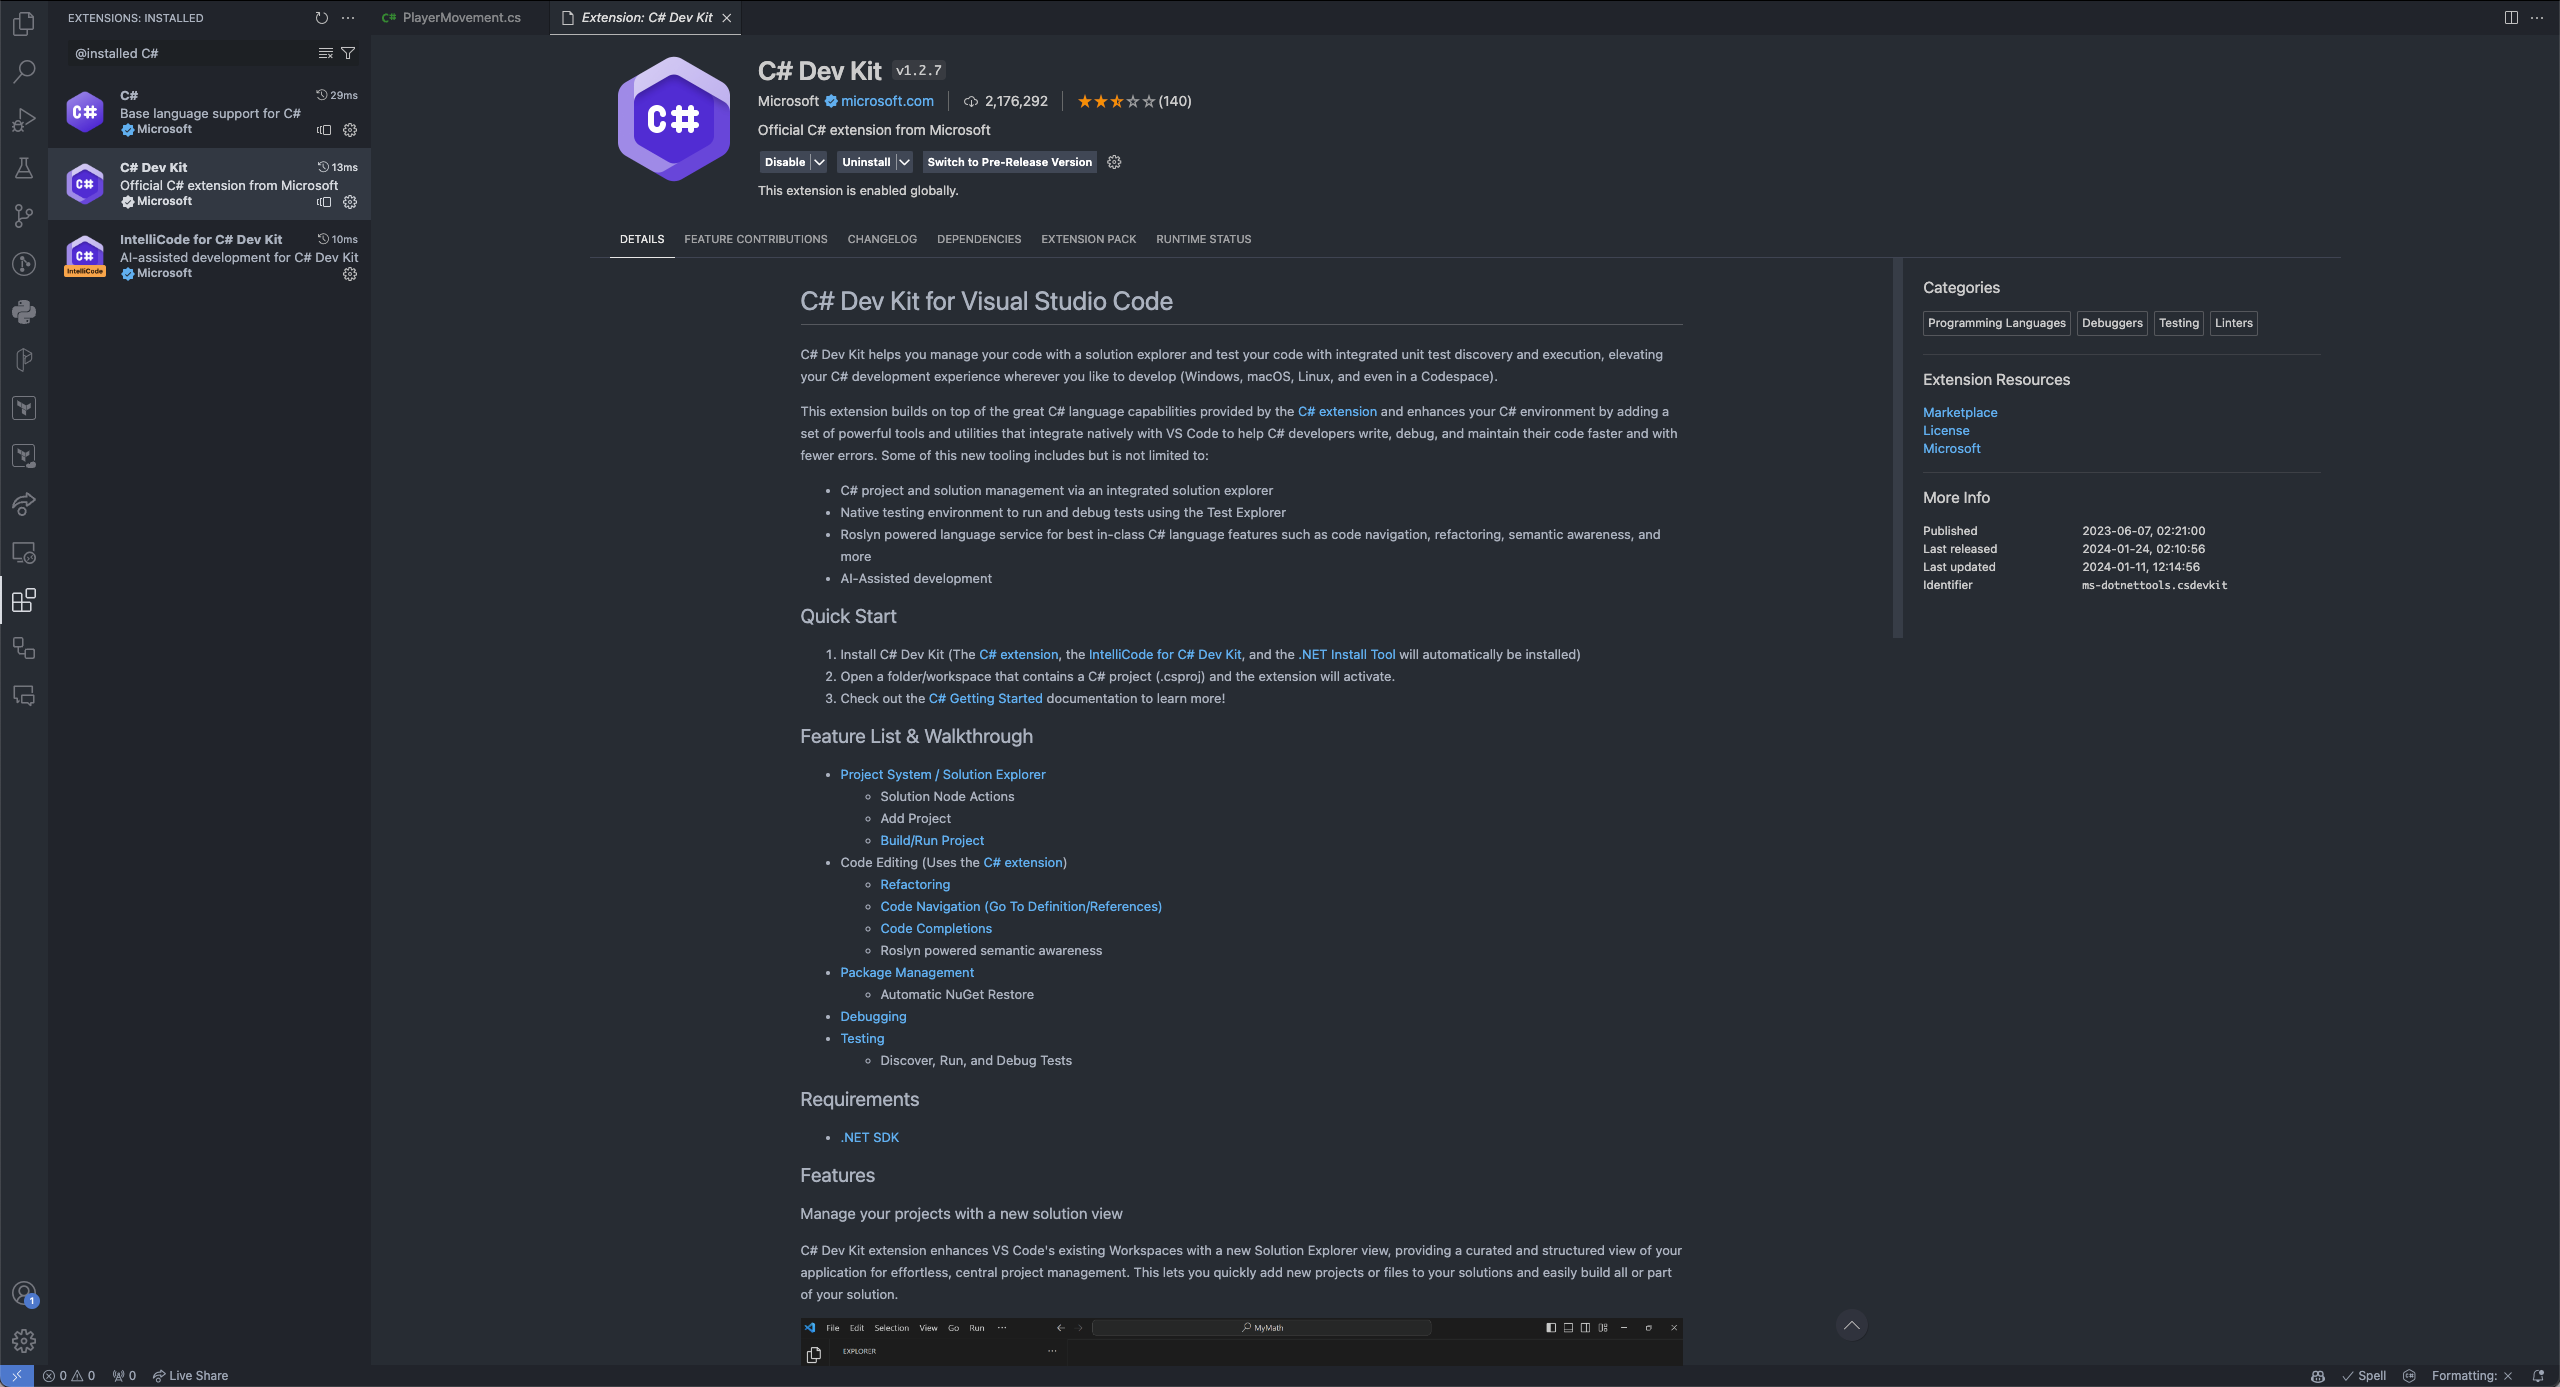 EXTENSIONS: INSTALLED
@installed C#
C#
29ms
Base language support for C#
Microsoft
C# Dev Kit
13ms
Official C# extension from Microsoft
Microsoft
IntelliCode for C# Dev Kit
10ms
AI-assisted development for C# Dev Kit
Microsoft
IntelliCode
C# PlayerMovement.cs
Extension: C# Dev Kit
C#
C# Dev Kit v1.2.7
Microsoft microsoft.com 2,176,292 (140)
Official C# extension from Microsoft
Disable Uninstall Switch to Pre-Release Version
This extension is enabled globally.
DETAILS FEATURE CONTRIBUTIONS CHANGELOG DEPENDENCIES EXTENSION PACK RUNTIME STATUS
C# Dev Kit for Visual Studio Code
C# Dev Kit helps you manage your code with a solution explorer and test your code with integrated unit test discovery and execution, elevating
your C# development experience wherever you like to develop (Windows, macOS, Linux, and even in a Codespace).
This extension builds on top of the great C# language capabilities provided by the C# extension and enhances your C# environment by adding a
set of powerful tools and utilities that integrate natively with VS Code to help C# developers write, debug, and maintain their code faster and with
fewer errors. Some of this new tooling includes but is not limited to:
• C# project and solution management via an integrated solution explorer
• Native testing environment to run and debug tests using the Test Explorer
• Roslyn powered language service for best in-class C# language features such as code navigation, refactoring, semantic awareness, and
more
• AI-Assisted development
Quick Start
1. Install C# Dev Kit (The C# extension, the IntelliCode for C# Dev Kit, and the .NET Install Tool will automatically be installed)
2. Open a folder/workspace that contains a C# project (.csproj) and the extension will activate.
3. Check out the C# Getting Started documentation to learn more!
Feature List & Walkthrough
• Project System / Solution Explorer
◦ Solution Node Actions
◦ Add Project
◦ Build/Run Project
• Code Editing (Uses the C# extension)
◦ Refactoring
◦ Code Navigation (Go To Definition/References)
◦ Code Completions
◦ Roslyn powered semantic awareness
• Package Management
◦ Automatic NuGet Restore
• Debugging
• Testing
◦ Discover, Run, and Debug Tests
Requirements
• .NET SDK
Features
Manage your projects with a new solution view
C# Dev Kit extension enhances VS Code's existing Workspaces with a new Solution Explorer view, providing a curated and structured view of your
application for effortless, central project management. This lets you quickly add new projects or files to your solutions and easily build all or part
of your solution.
File Edit Selection View Go Run ··· MyMath
EXPLORER ···
Categories
Programming Languages Debuggers Testing Linters
Extension Resources
Marketplace
License
Microsoft
More Info
Published 2023-06-07, 02:21:00
Last released 2024-01-24, 02:10:56
Last updated 2024-01-11, 12:14:56
Identifier ms-dotnettools.csdevkit
1
0 0 0 Live Share
Spell Formatting: